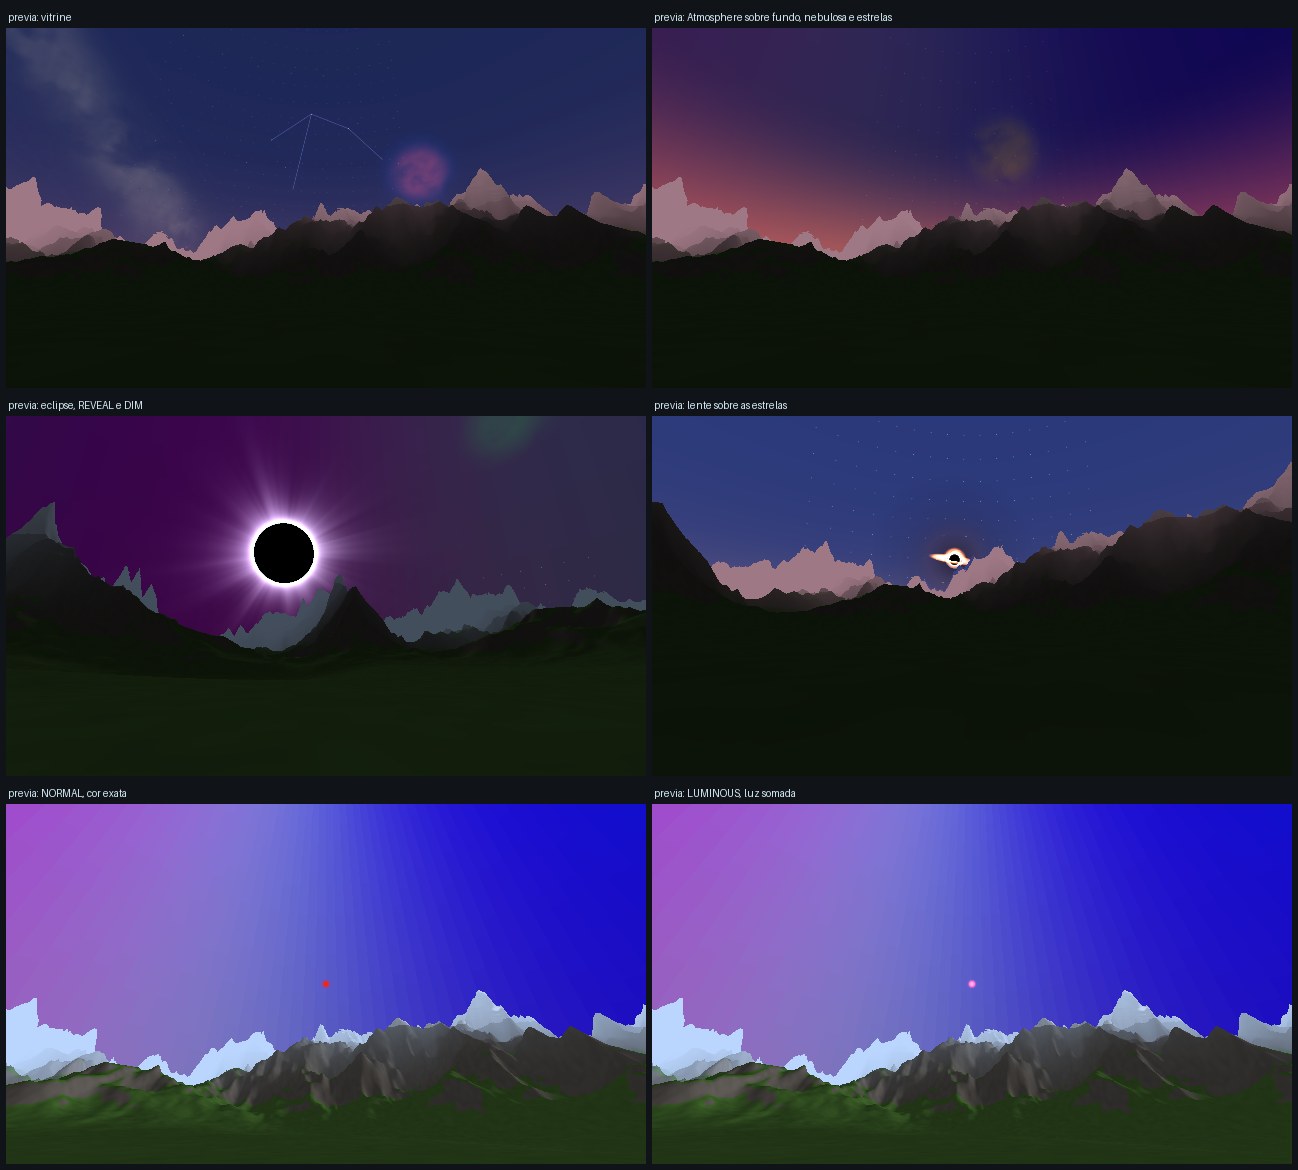 previa: vitrine
previa: Atmosphere sobre fundo, nebulosa e estrelas
previa: eclipse, REVEAL e DIM
previa: lente sobre as estrelas
previa: NORMAL, cor exata
previa: LUMINOUS, luz somada